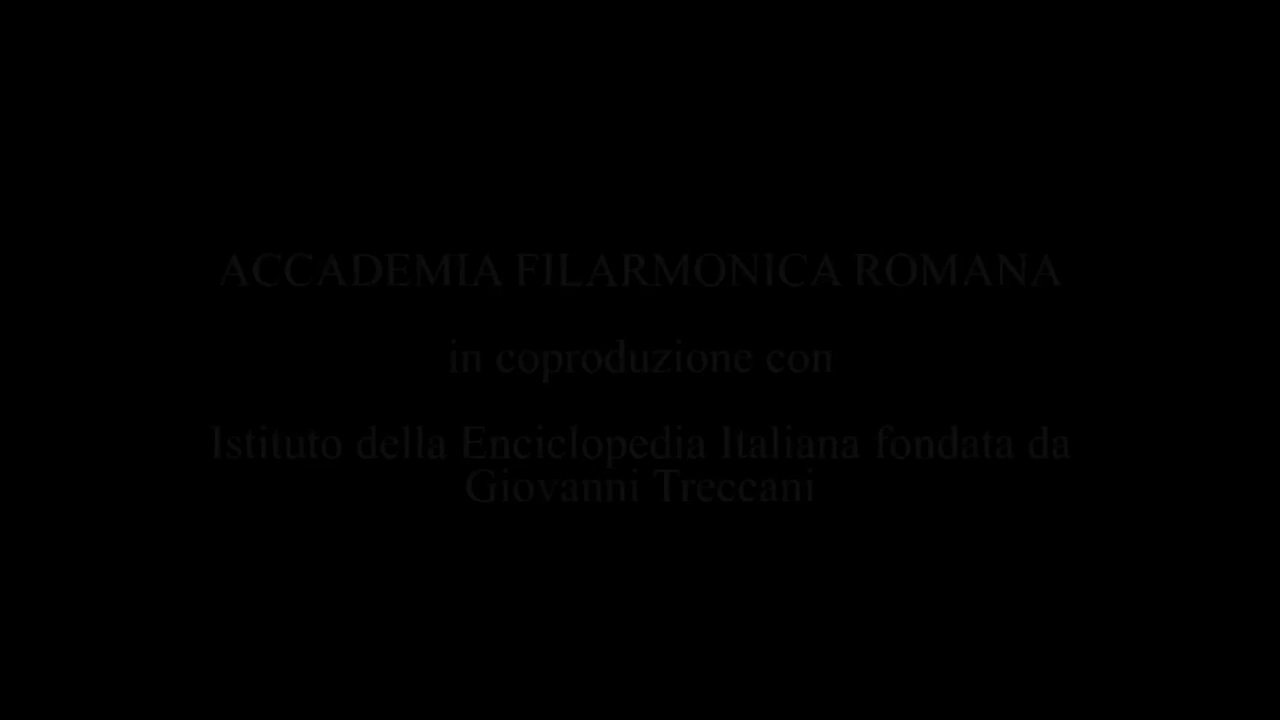 ACCADEMIA FILARMONICA ROMANA
in coproduzione con
Istituto della Enciclopedia Italiana fondata da
Giovanni Treccani